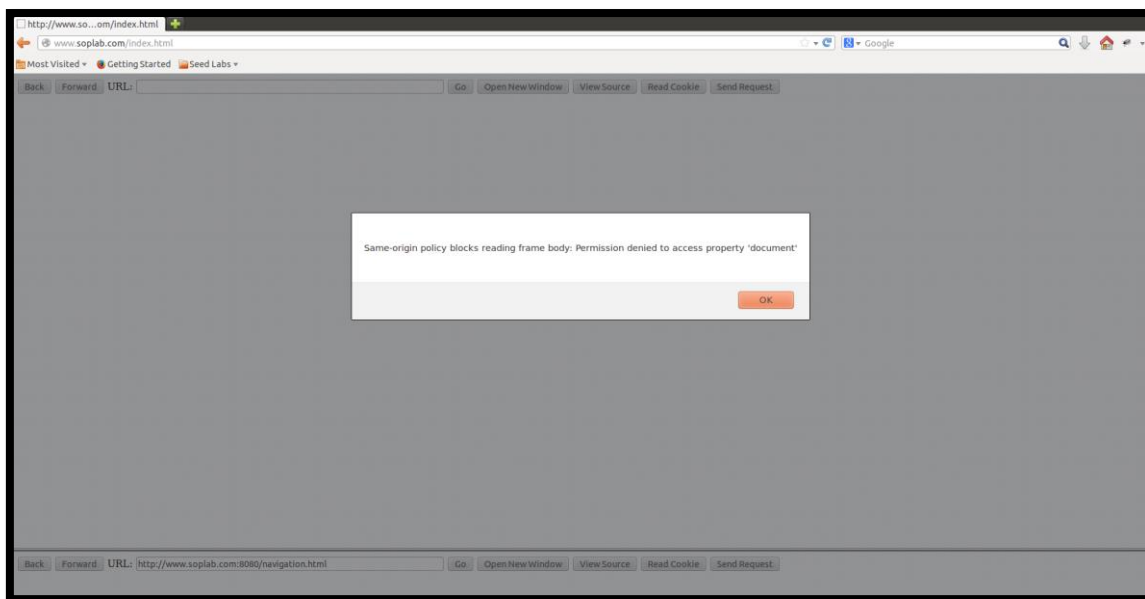 http://www.so...om/index.html
www.soplab.com/index.html
Google
Most Visited Getting Started Seed Labs
Back Forward URL: Go Open New Window View Source Read Cookie Send Request
Same-origin policy blocks reading frame body: Permission denied to access property 'document'
OK
Back Forward URL: http://www.soplab.com:8080/navigation.html Go Open New Window View Source Read Cookie Send Request